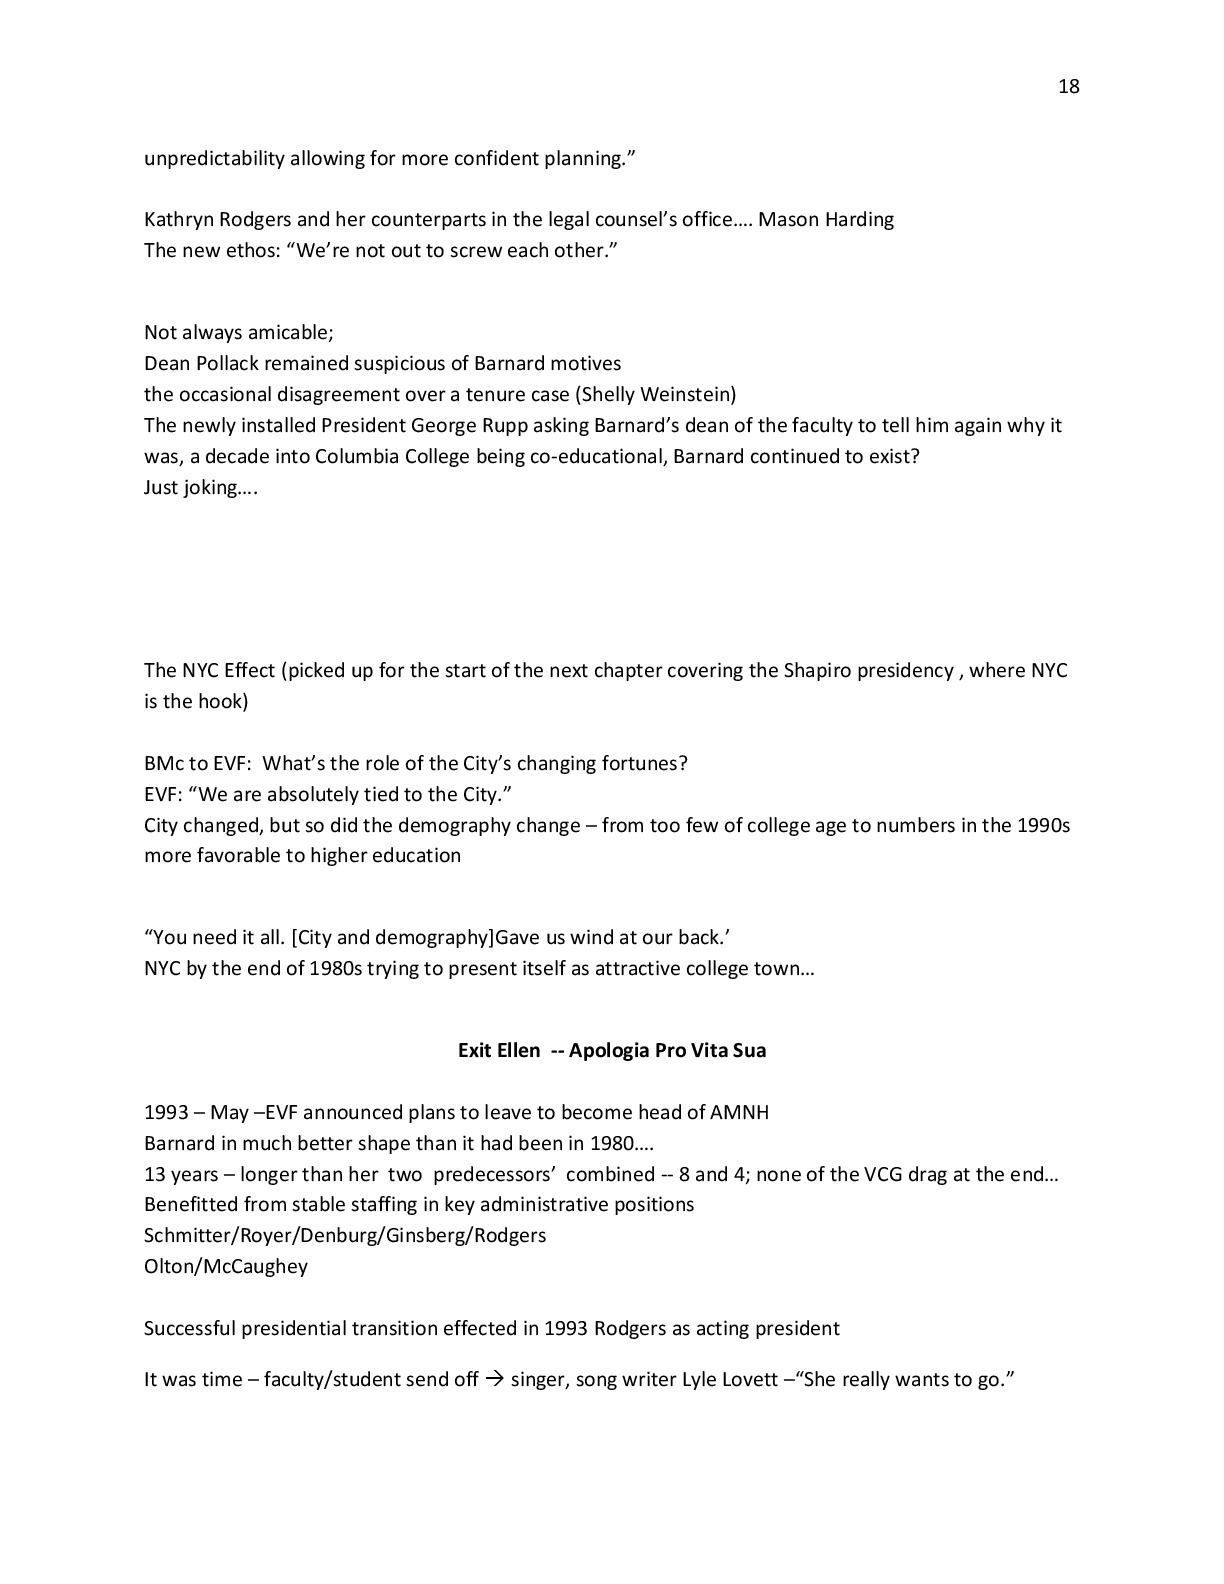 18
unpredictability allowing for more confident planning.”
Kathryn Rodgers and her counterparts in the legal counsel’s office…. Mason Harding
The new ethos: “We’re not out to screw each other.”
Not always amicable;
Dean Pollack remained suspicious of Barnard motives
the occasional disagreement over a tenure case (Shelly Weinstein)
The newly installed President George Rupp asking Barnard’s dean of the faculty to tell him again why it
was, a decade into Columbia College being co-educational, Barnard continued to exist?
Just joking….
The NYC Effect (picked up for the start of the next chapter covering the Shapiro presidency , where NYC
is the hook)
BMc to EVF:  What’s the role of the City’s changing fortunes?
EVF: “We are absolutely tied to the City.”
City changed, but so did the demography change – from too few of college age to numbers in the 1990s
more favorable to higher education
“You need it all. [City and demography]Gave us wind at our back.’
NYC by the end of 1980s trying to present itself as attractive college town…
Exit Ellen  -- Apologia Pro Vita Sua
1993 – May –EVF announced plans to leave to become head of AMNH
Barnard in much better shape than it had been in 1980….
13 years – longer than her  two  predecessors’  combined -- 8 and 4; none of the VCG drag at the end…
Benefitted from stable staffing in key administrative positions
Schmitter/Royer/Denburg/Ginsberg/Rodgers
Olton/McCaughey
Successful presidential transition effected in 1993 Rodgers as acting president
It was time – faculty/student send off → singer, song writer Lyle Lovett –“She really wants to go.”